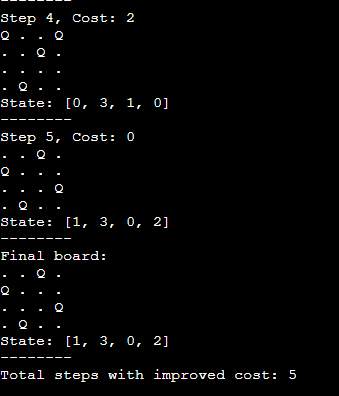 --------
Step 4, Cost: 2
Q . . Q
. . Q .
. . . .
. Q . .
State: [0, 3, 1, 0]
--------
Step 5, Cost: 0
. . Q .
Q . . .
. . . Q
. Q . .
State: [1, 3, 0, 2]
--------
Final board:
. . Q .
Q . . .
. . . Q
. Q . .
State: [1, 3, 0, 2]
--------
Total steps with improved cost: 5